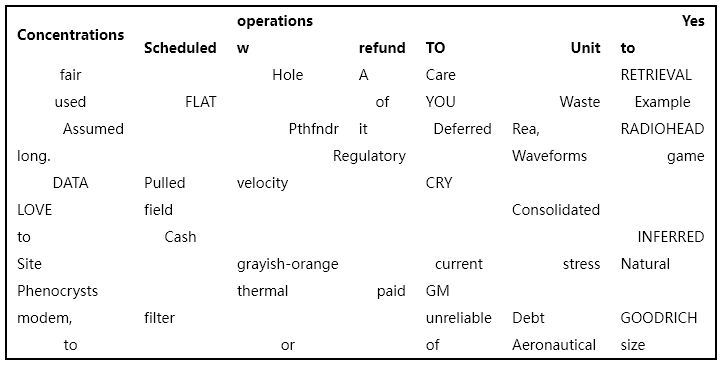 operations Yes
Concentrations
Scheduled w refund TO Unit to
fair Hole A Care RETRIEVAL
used FLAT of YOU Waste Example
Assumed Pthfndr it Deferred Rea, RADIOHEAD
long. Regulatory Waveforms game
DATA Pulled velocity CRY
LOVE field Consolidated
to Cash INFERRED
Site grayish-orange current stress Natural
Phenocrysts thermal paid GM
modem, filter unreliable Debt GOODRICH
to or of Aeronautical size